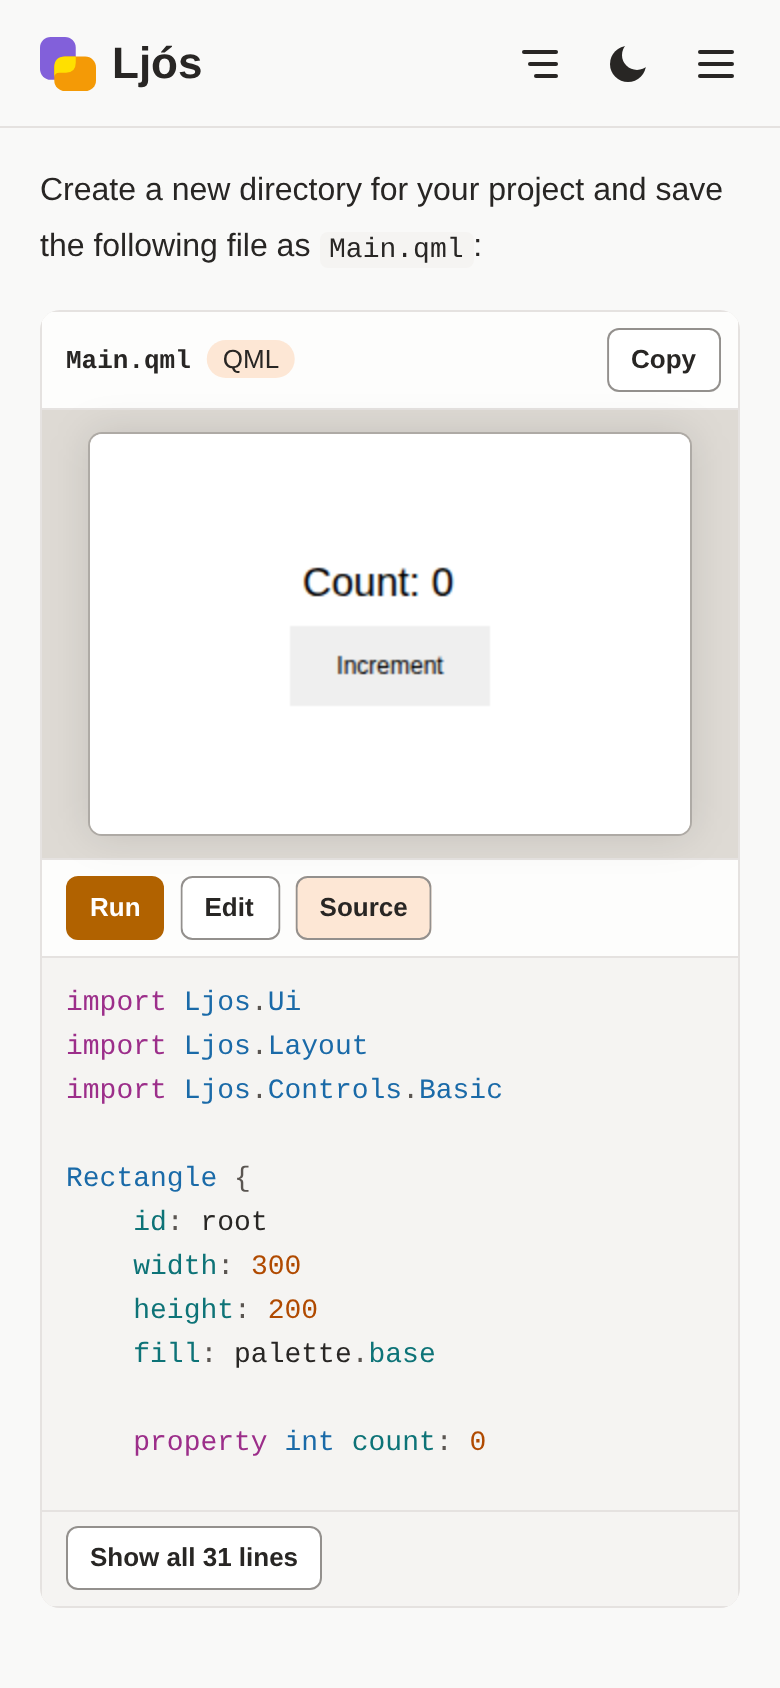 Ljós
Create a new directory for your project and save
the following file as Main.qml:
Main.qml QML Copy
Count: 0
Increment
Run Edit Source
import Ljos.Ui
import Ljos.Layout
import Ljos.Controls.Basic
Rectangle {
    id: root
    width: 300
    height: 200
    fill: palette.base
    property int count: 0
Show all 31 lines